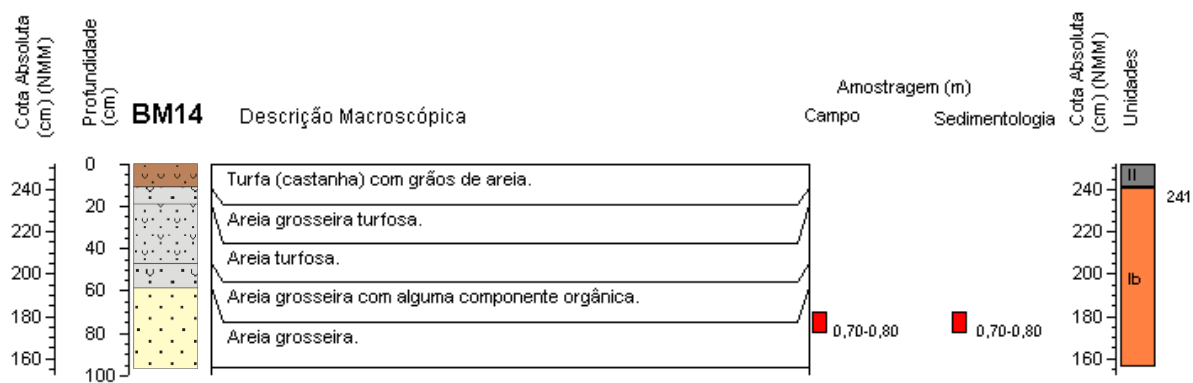 Cota Absoluta
(cm) (NMM)
Profundidade
(cm)
BM14
Descrição Macroscópica
Amostragem (m)
Campo
Sedimentologia
Cota Absoluta
(cm) (NMM)
Unidades
240
220
200
180
160
0
20
40
60
80
100
Turfa (castanha) com grãos de areia.
Areia grosseira turfosa.
Areia turfosa.
Areia grosseira com alguma componente orgânica.
Areia grosseira.
0,70-0,80
0,70-0,80
240
220
200
180
160
II
Ib
241